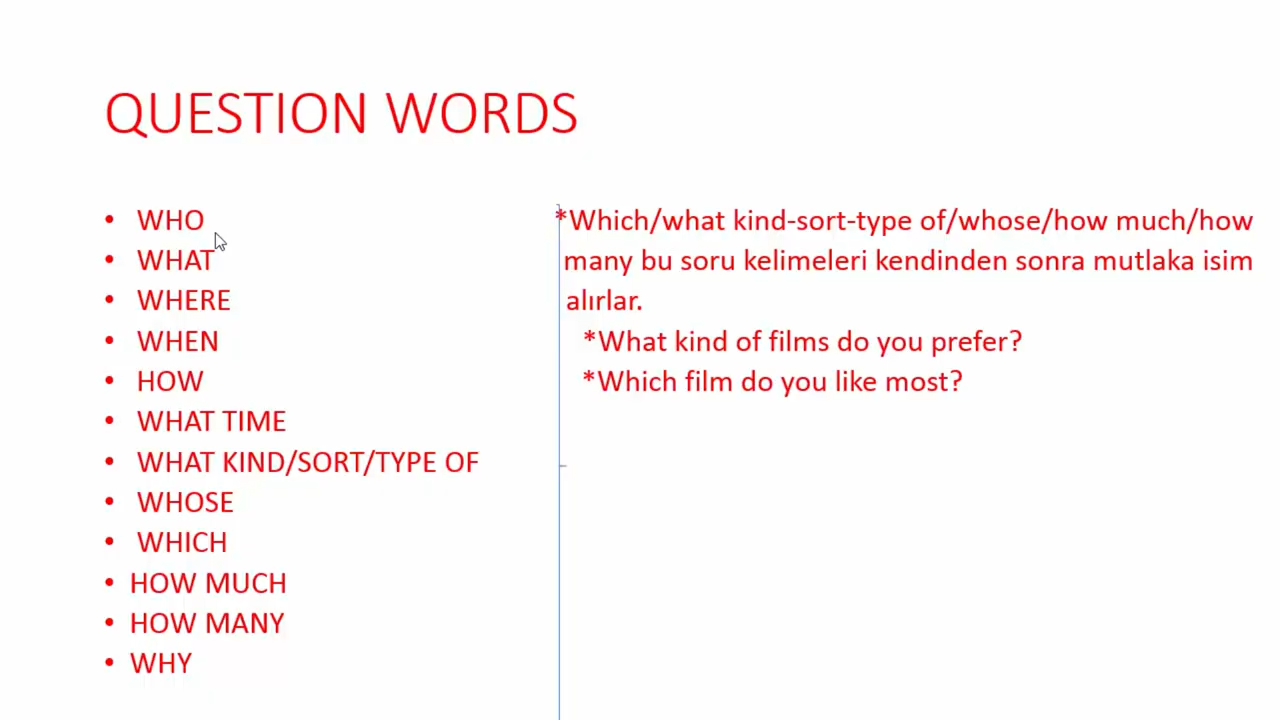 QUESTION WORDS
• WHO
• WHAT
• WHERE
• WHEN
• HOW
• WHAT TIME
• WHAT KIND/SORT/TYPE OF
• WHOSE
• WHICH
• HOW MUCH
• HOW MANY
• WHY
*Which/what kind-sort-type of/whose/how much/how
many bu soru kelimeleri kendinden sonra mutlaka isim
alırlar.
*What kind of films do you prefer?
*Which film do you like most?